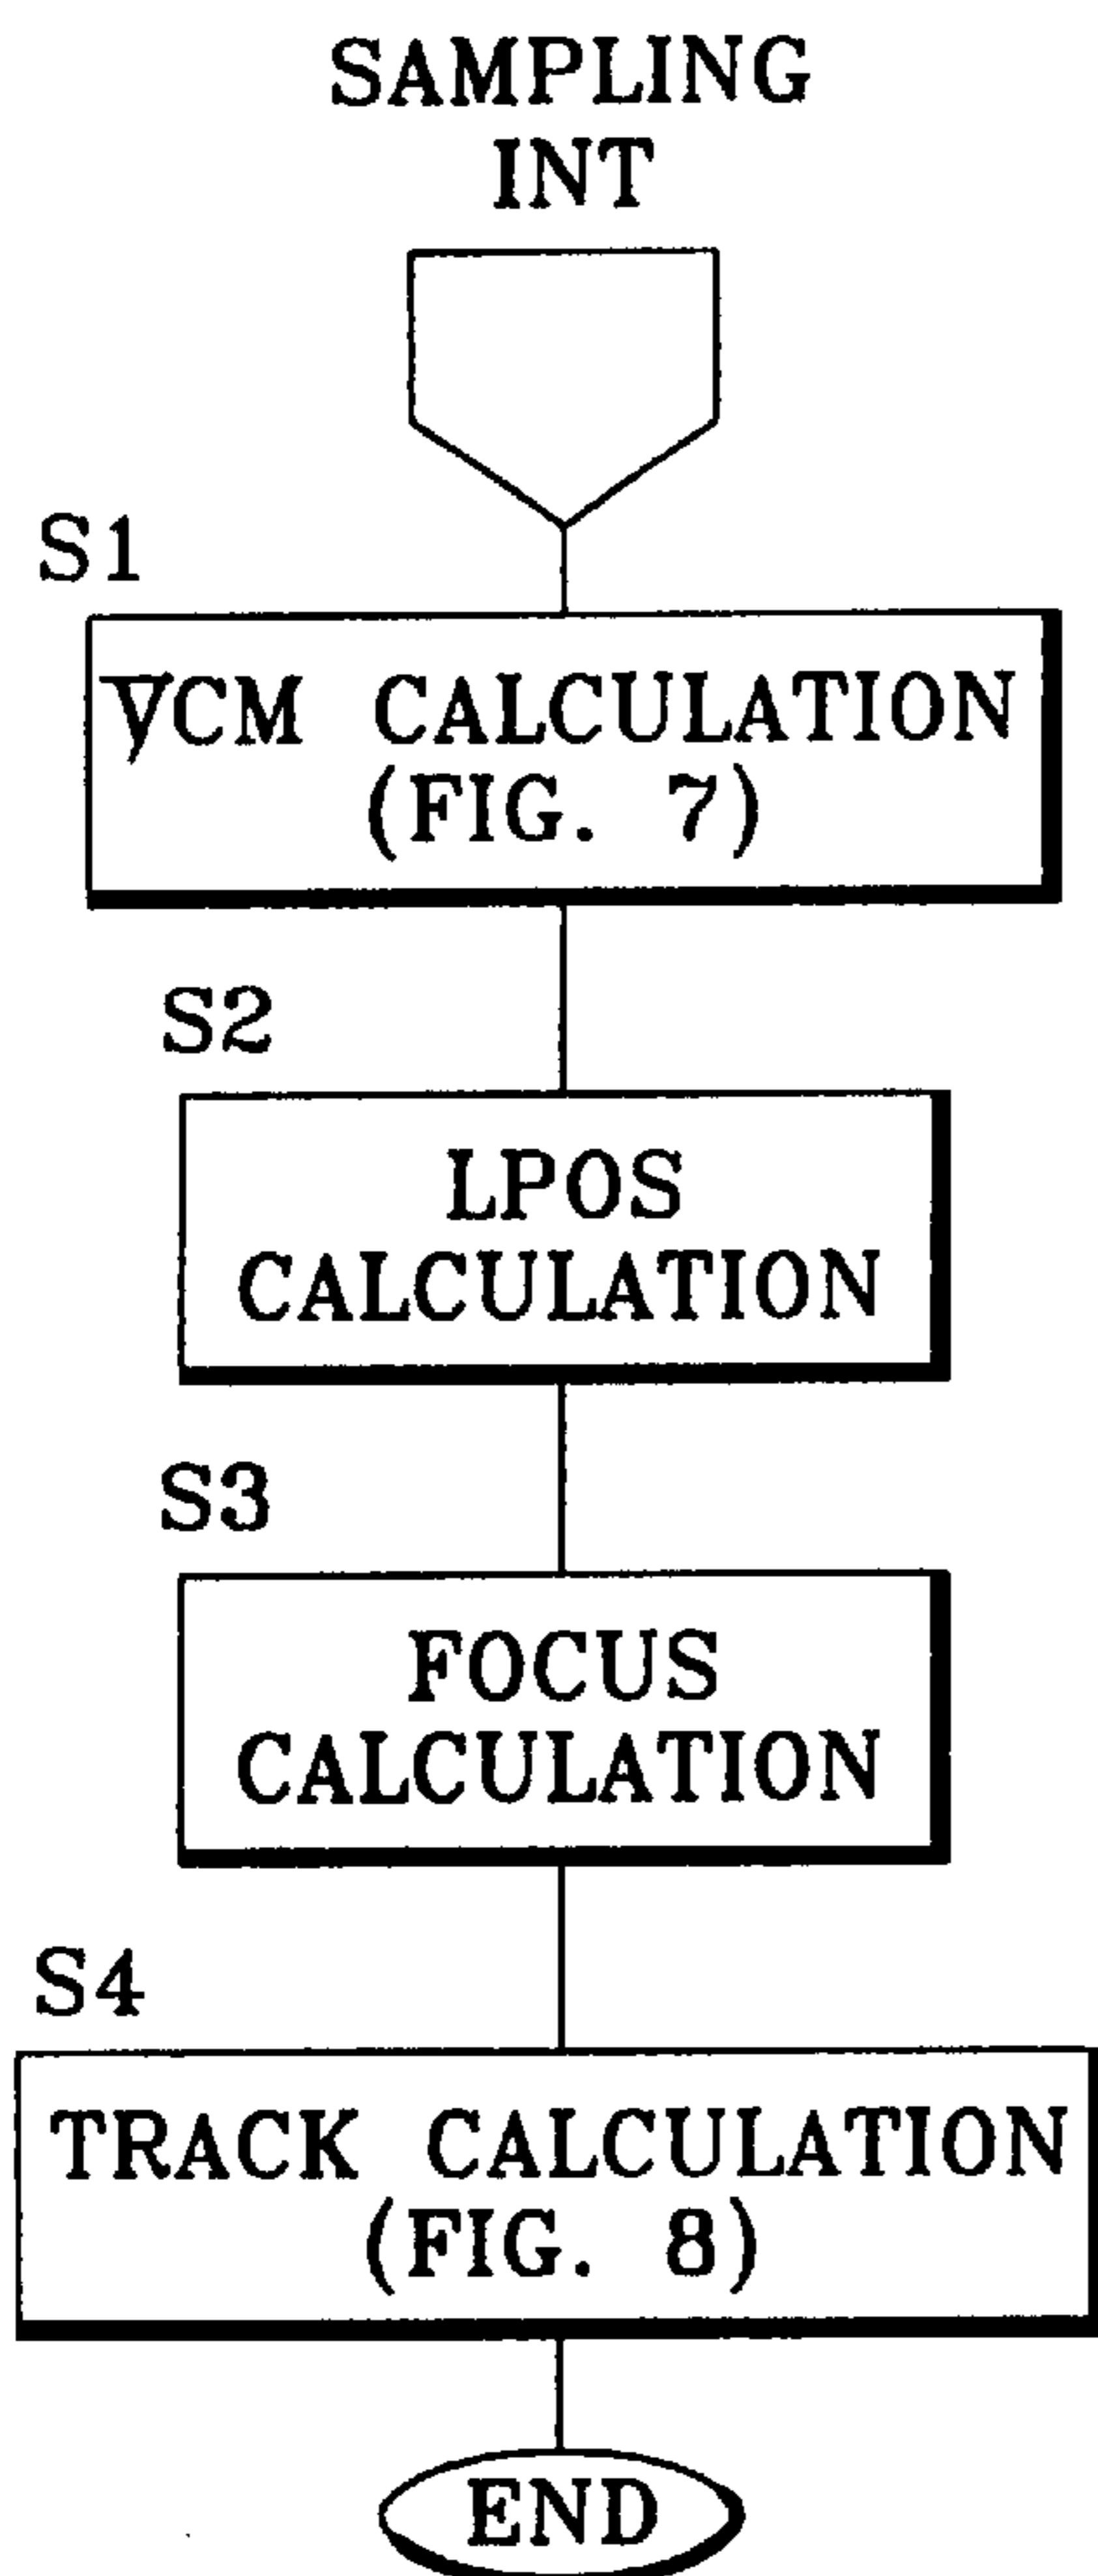 SAMPLING
INT
S1
VCM CALCULATION
(FIG. 7)
S2
LPOS
CALCULATION
S3
FOCUS
CALCULATION
S4
TRACK CALCULATION
(FIG. 8)
END